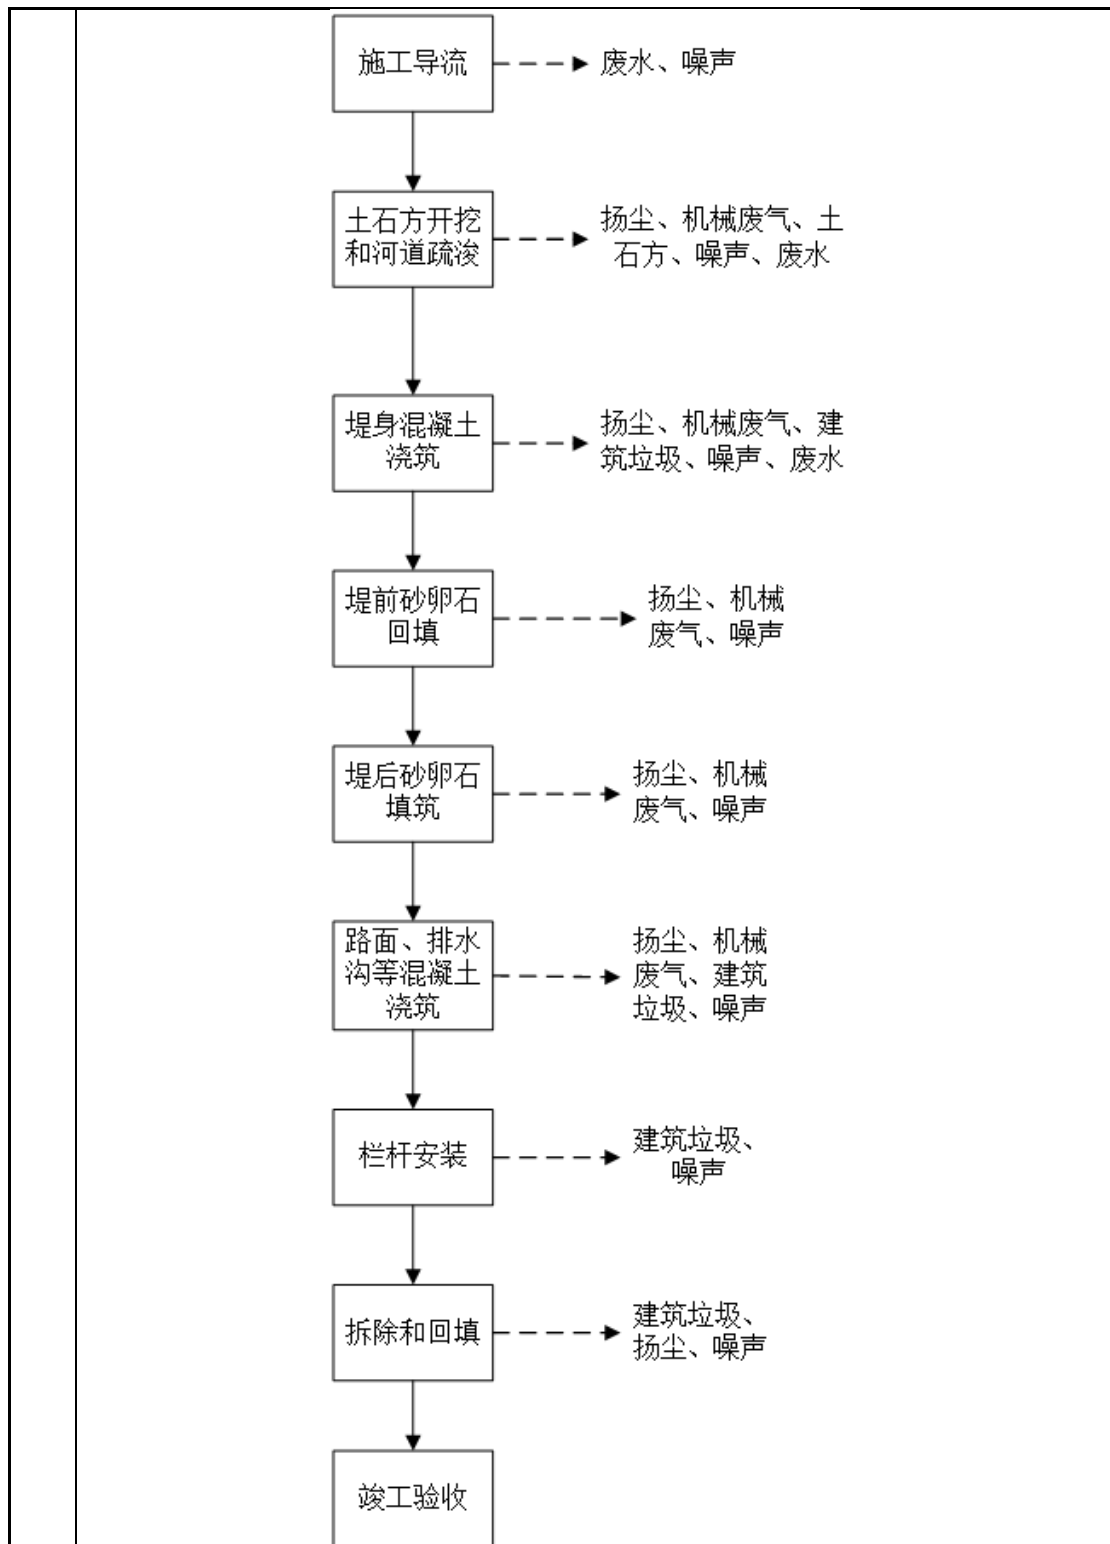 施工导流
废水、噪声
土石方开挖
和河道疏浚
扬尘、机械废气、土
石方、噪声、废水
堤身混凝土
浇筑
扬尘、机械废气、建
筑垃圾、噪声、废水
堤前砂卵石
回填
扬尘、机械
废气、噪声
堤后砂卵石
填筑
扬尘、机械
废气、噪声
路面、排水
沟等混凝土
浇筑
扬尘、机械
废气、建筑
垃圾、噪声
栏杆安装
建筑垃圾、
噪声
拆除和回填
建筑垃圾、
扬尘、噪声
竣工验收